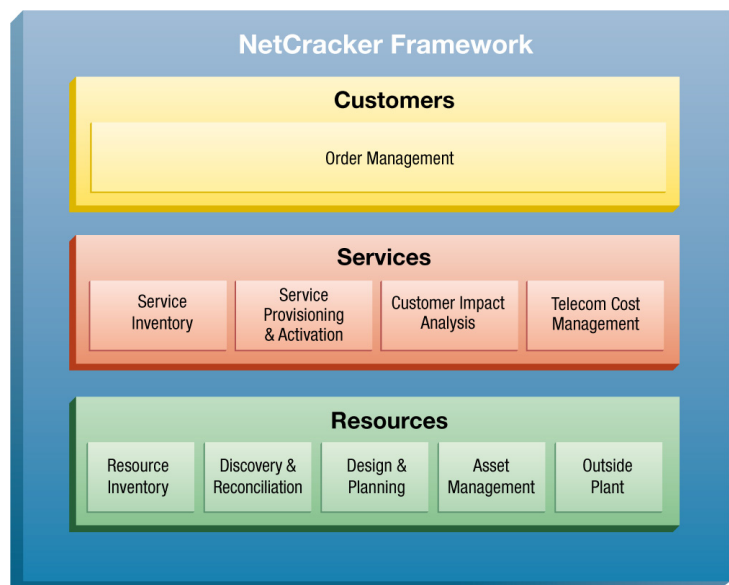 NetCracker Framework
Customers
Order Management
Services
Service
Inventory
Service
Provisioning
& Activation
Customer Impact
Analysis
Telecom Cost
Management
Resources
Resource
Inventory
Discovery &
Reconciliation
Design &
Planning
Asset
Management
Outside
Plant